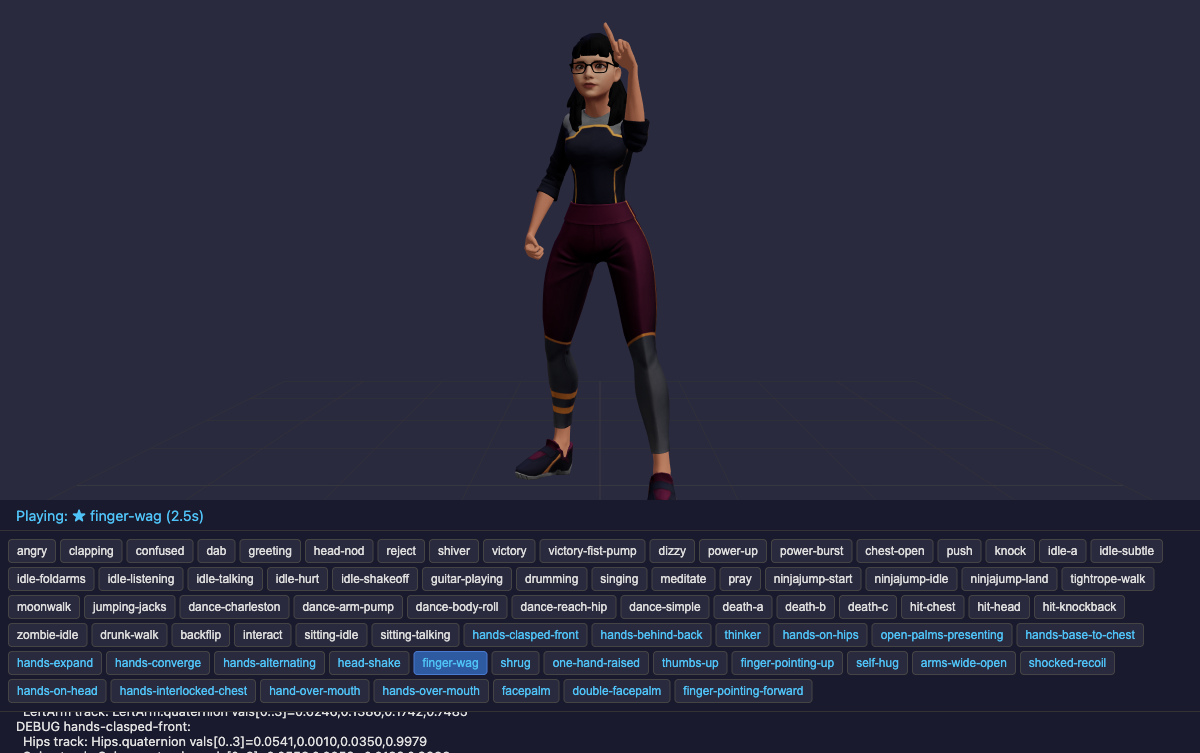 Playing: ★ finger-wag (2.5s)
angry clapping confused dab greeting head-nod reject shiver victory victory-fist-pump dizzy power-up power-burst chest-open push knock idle-a idle-subtle
idle-foldarms idle-listening idle-talking idle-hurt idle-shakeoff guitar-playing drumming singing meditate pray ninjajump-start ninjajump-idle ninjajump-land tightrope-walk
moonwalk jumping-jacks dance-charleston dance-arm-pump dance-body-roll dance-reach-hip dance-simple death-a death-b death-c hit-chest hit-head hit-knockback
zombie-idle drunk-walk backflip interact sitting-idle sitting-talking hands-clasped-front hands-behind-back thinker hands-on-hips open-palms-presenting hands-base-to-chest
hands-expand hands-converge hands-alternating head-shake finger-wag shrug one-hand-raised thumbs-up finger-pointing-up self-hug arms-wide-open shocked-recoil
hands-on-head hands-interlocked-chest hand-over-mouth hands-over-mouth facepalm double-facepalm finger-pointing-forward
LeftArm track: LeftArm.quaternion
DEBUG hands-clasped-front:
Hips track: Hips.quaternion vals[0..3]=0.0541,0.0010,0.0350,0.9979